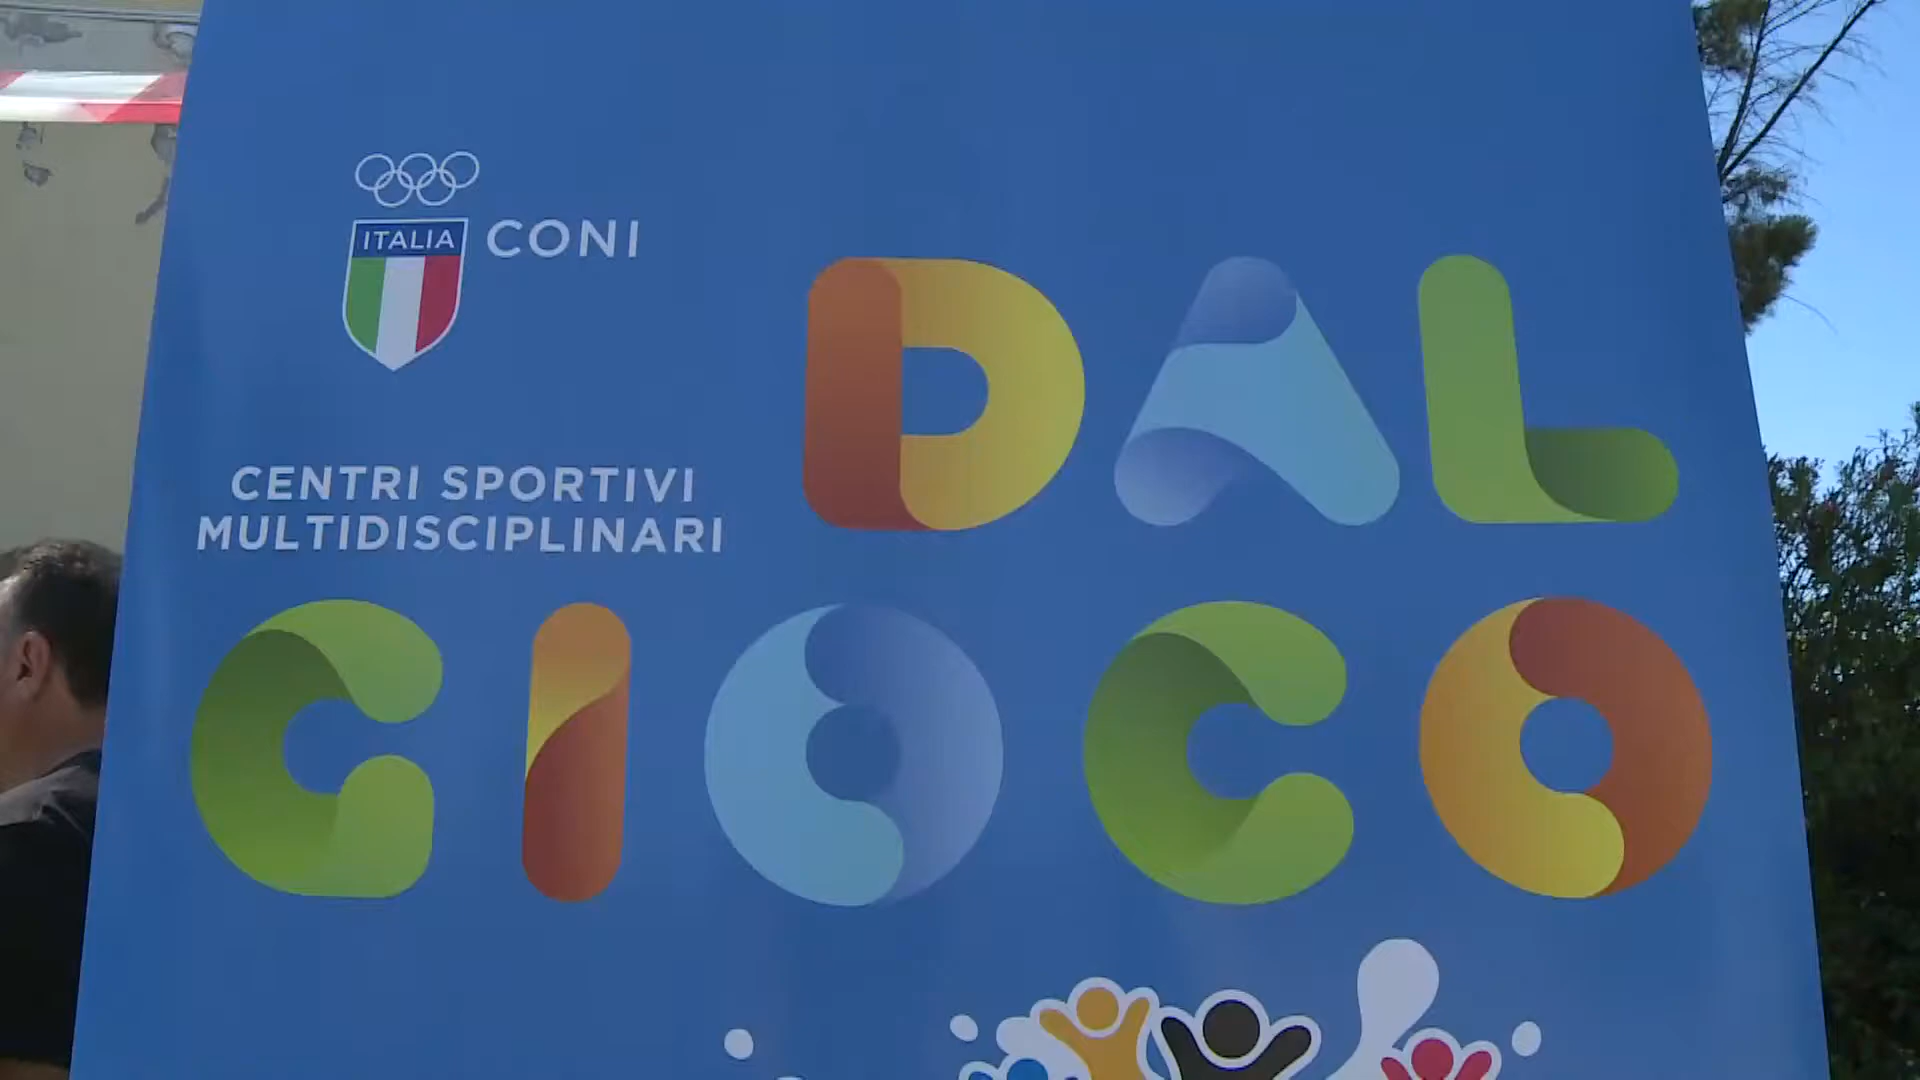 ITALIA CONI
CENTRI SPORTIVI
MULTIDISCIPLINARI
DAL
GIOCO